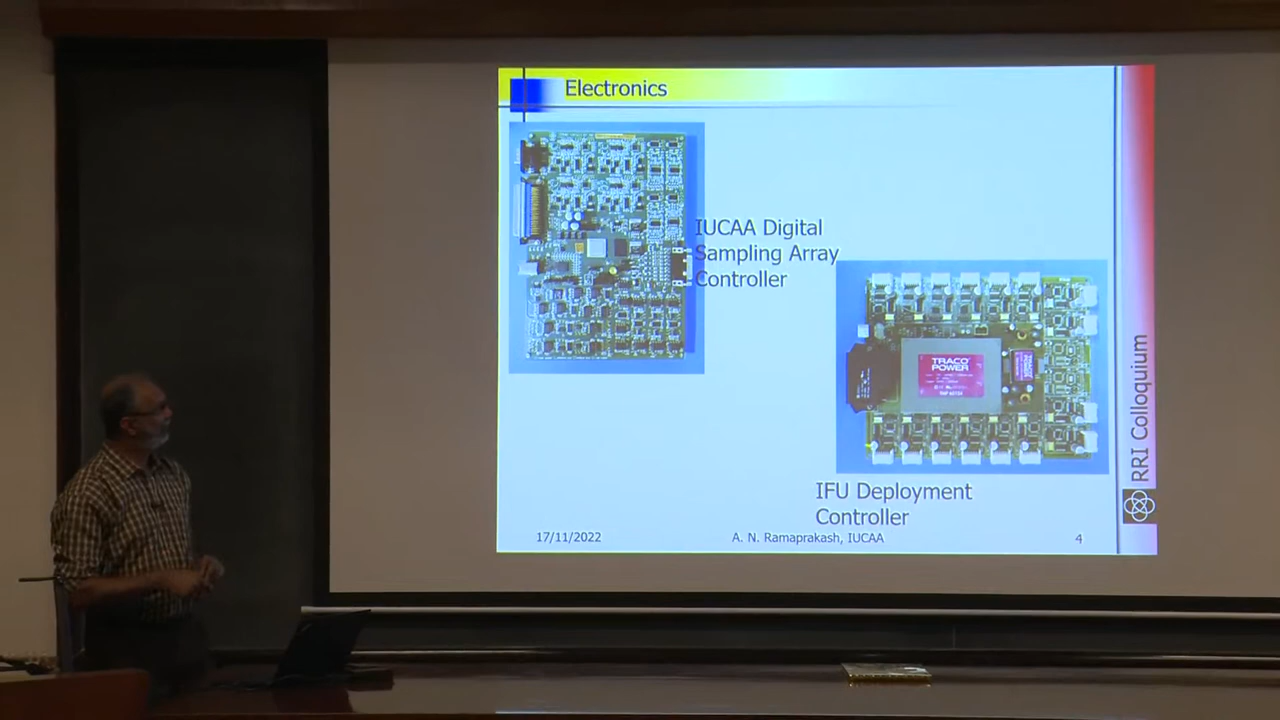 Electronics
IUCAA Digital
Sampling Array
Controller
TRACO
POWER
IFU Deployment
Controller
RRI Colloquium
17/11/2022
A. N. Ramaprakash, IUCAA
4